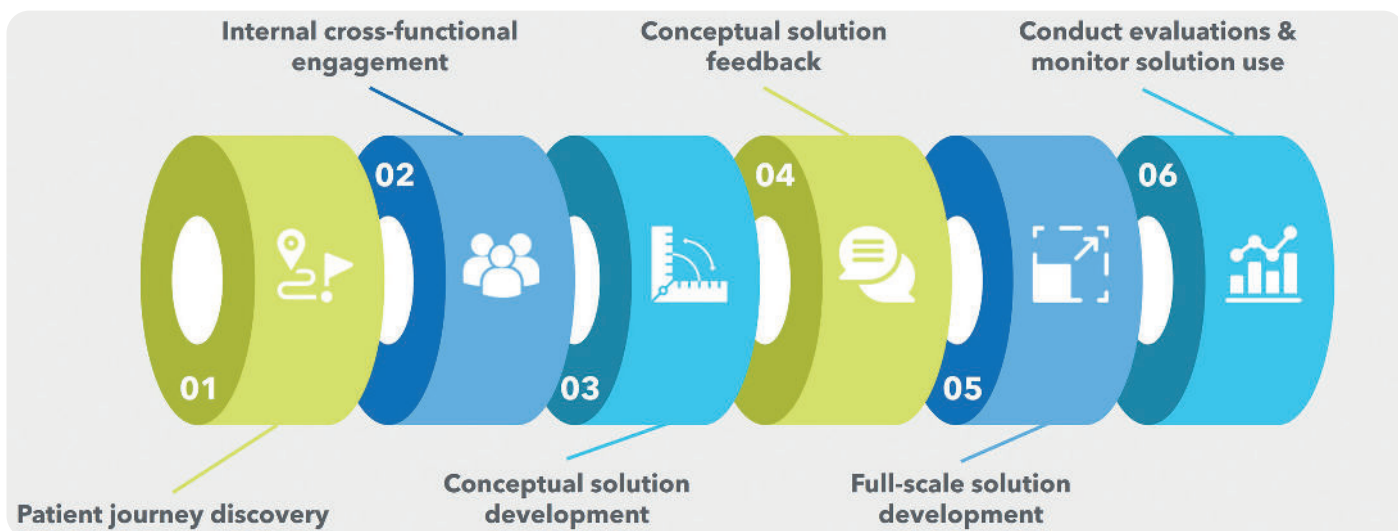 Internal cross-functional
engagement
Conceptual solution
feedback
Conduct evaluations &
monitor solution use
02
04
06
01
03
05
Patient journey discovery
Conceptual solution
development
Full-scale solution
development